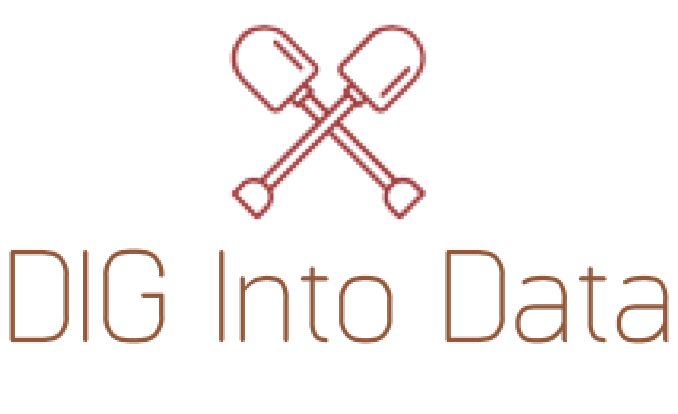 DIG Into Data